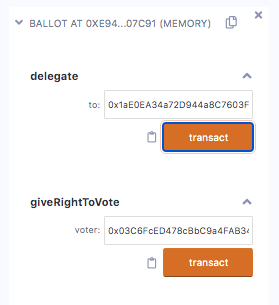 BALLOT AT 0XE94...07C91 (MEMORY)
delegate
to: 0x1aE0EA34a72D944a8C7603F
transact
giveRightToVote
voter: 0x03C6FcED478cBbC9a4FAB34
transact